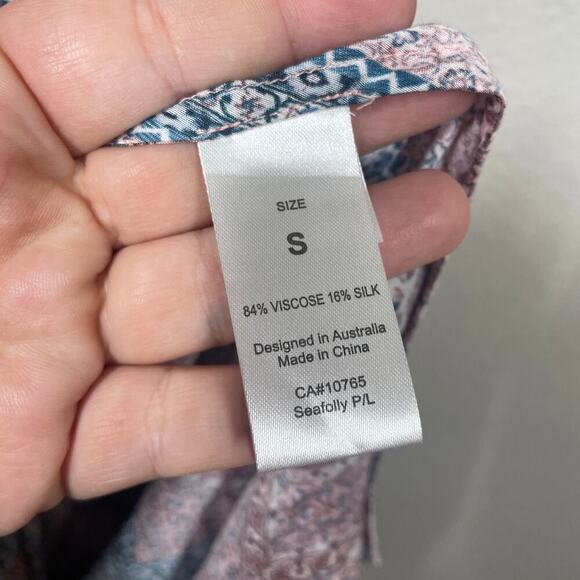 SIZE
S
84% VISCOSE 16% SILK
Designed in Australia
Made in China
CA#10765
Seafolly P/L